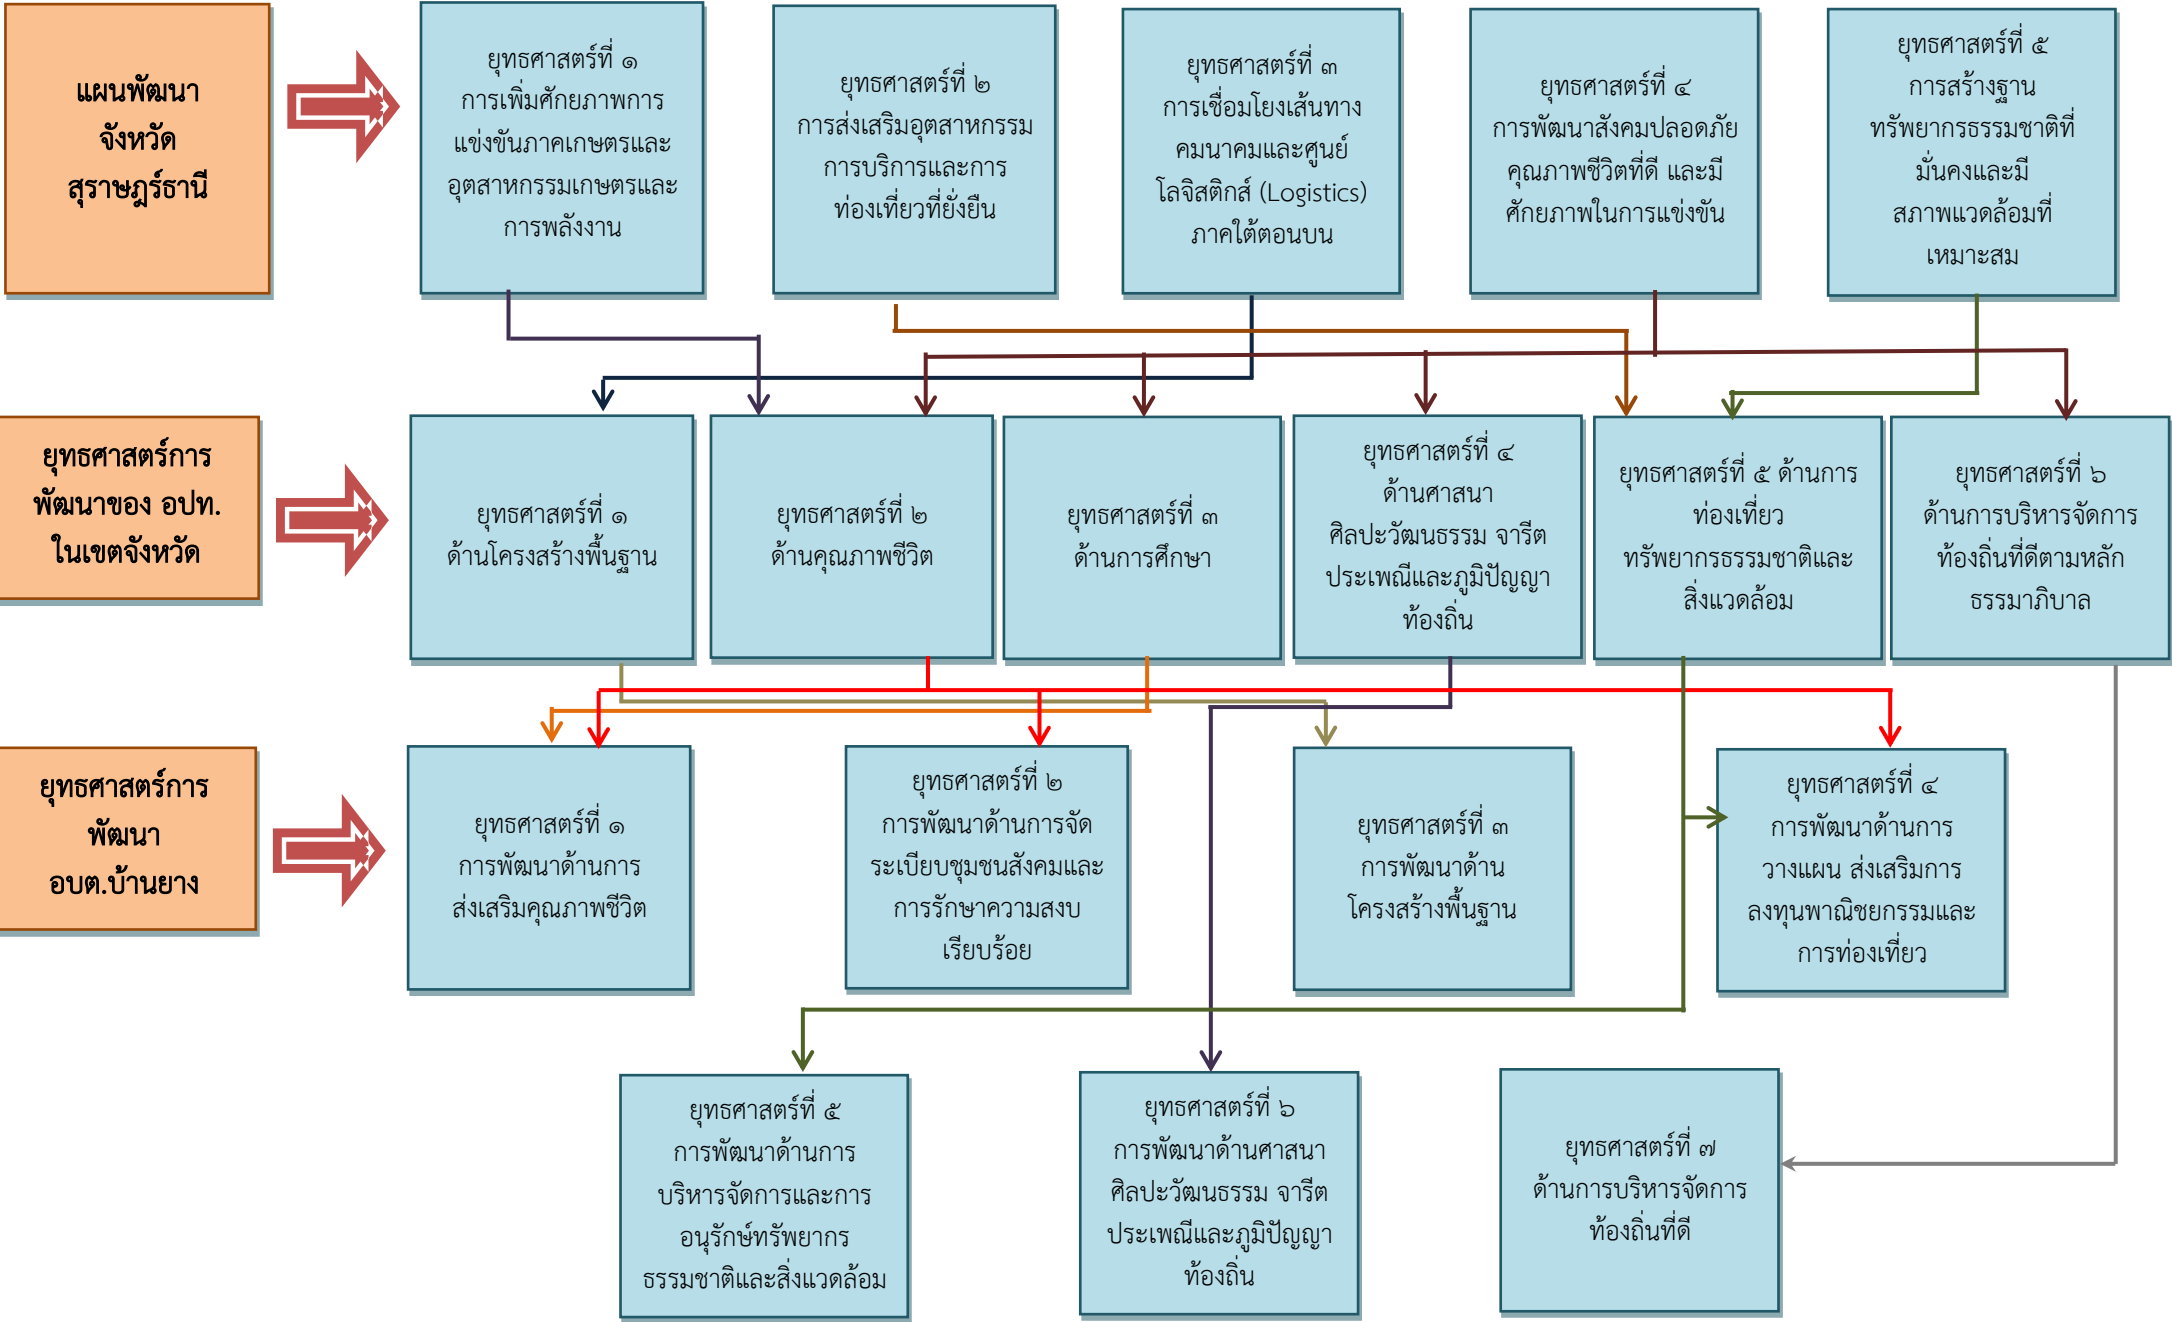 แผนพัฒนา
จังหวัด
สุราษฎร์ธานี
ยุทธศาสตร์ที่ ๑
การเพิ่มศักยภาพการ
แข่งขันภาคเกษตรและ
อุตสาหกรรมเกษตรและ
การพลังงาน
ยุทธศาสตร์ที่ ๒
การส่งเสริมอุตสาหกรรม
การบริการและการ
ท่องเที่ยวที่ยั่งยืน
ยุทธศาสตร์ที่ ๓
การเชื่อมโยงเส้นทาง
คมนาคมและศูนย์
โลจิสติกส์ (Logistics)
ภาคใต้ตอนบน
ยุทธศาสตร์ที่ ๔
การพัฒนาสังคมปลอดภัย
คุณภาพชีวิตที่ดี และมี
ศักยภาพในการแข่งขัน
ยุทธศาสตร์ที่ ๕
การสร้างฐาน
ทรัพยากรธรรมชาติที่
มั่นคงและมี
สภาพแวดล้อมที่
เหมาะสม
ยุทธศาสตร์การ
พัฒนาของ อปท.
ในเขตจังหวัด
ยุทธศาสตร์ที่ ๑
ด้านโครงสร้างพื้นฐาน
ยุทธศาสตร์ที่ ๒
ด้านคุณภาพชีวิต
ยุทธศาสตร์ที่ ๓
ด้านการศึกษา
ยุทธศาสตร์ที่ ๔
ด้านศาสนา
ศิลปะวัฒนธรรม จารีต
ประเพณีและภูมิปัญญา
ท้องถิ่น
ยุทธศาสตร์ที่ ๕ ด้านการ
ท่องเที่ยว
ทรัพยากรธรรมชาติและ
สิ่งแวดล้อม
ยุทธศาสตร์ที่ ๖
ด้านการบริหารจัดการ
ท้องถิ่นที่ดีตามหลัก
ธรรมาภิบาล
ยุทธศาสตร์การ
พัฒนา
อบต.บ้านยาง
ยุทธศาสตร์ที่ ๑
การพัฒนาด้านการ
ส่งเสริมคุณภาพชีวิต
ยุทธศาสตร์ที่ ๒
การพัฒนาด้านการจัด
ระเบียบชุมชนสังคมและ
การรักษาความสงบ
เรียบร้อย
ยุทธศาสตร์ที่ ๓
การพัฒนาด้าน
โครงสร้างพื้นฐาน
ยุทธศาสตร์ที่ ๔
การพัฒนาด้านการ
วางแผน ส่งเสริมการ
ลงทุนพาณิชยกรรมและ
การท่องเที่ยว
ยุทธศาสตร์ที่ ๕
การพัฒนาด้านการ
บริหารจัดการและการ
อนุรักษ์ทรัพยากร
ธรรมชาติและสิ่งแวดล้อม
ยุทธศาสตร์ที่ ๖
การพัฒนาด้านศาสนา
ศิลปะวัฒนธรรม จารีต
ประเพณีและภูมิปัญญา
ท้องถิ่น
ยุทธศาสตร์ที่ ๗
ด้านการบริหารจัดการ
ท้องถิ่นที่ดี